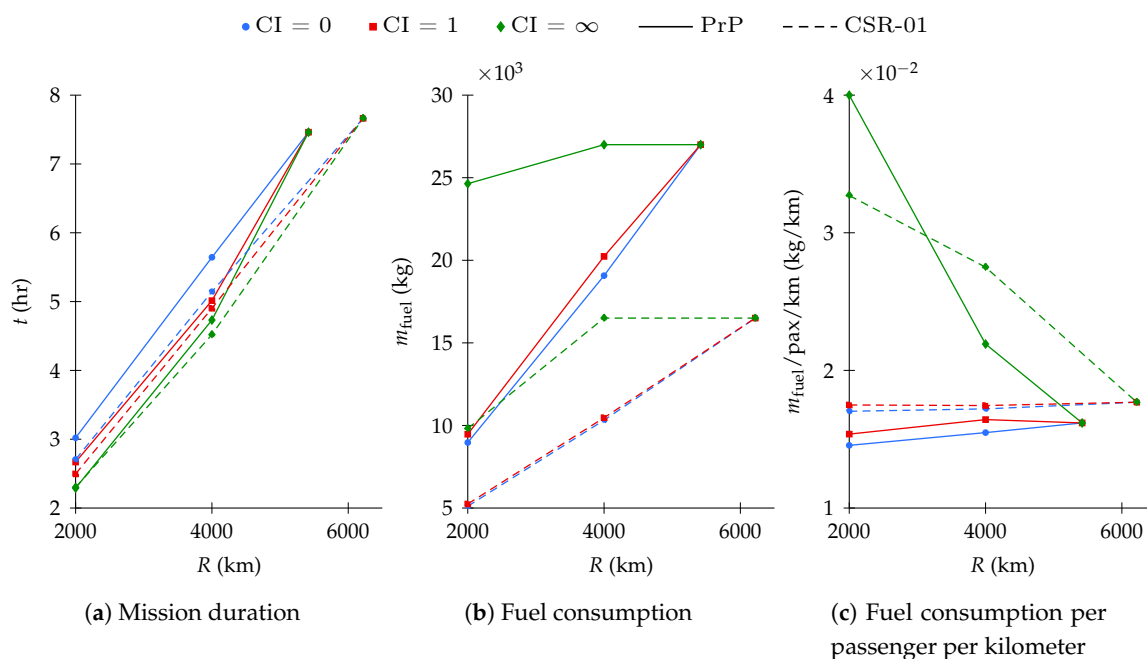 CI = 0 CI = 1 CI = ∞ PrP CSR-01
8
7
6
5
4
3
2
t (hr)
2000 4000 6000
R (km)
(a) Mission duration
×10³
30
25
20
15
10
5
m_fuel (kg)
2000 4000 6000
R (km)
(b) Fuel consumption
×10⁻²
4
3
2
1
m_fuel/pax/km (kg/km)
2000 4000 6000
R (km)
(c) Fuel consumption per
passenger per kilometer